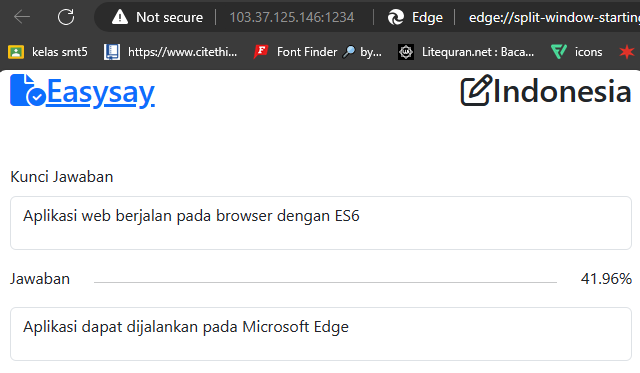 Not secure 103.37.125.146:1234 Edge edge://split-window-starting
kelas smt5 https://www.citethi... Font Finder 🔎 by... Litequran.net : Baca... icons
Easysay Indonesia
Kunci Jawaban
Aplikasi web berjalan pada browser dengan ES6
Jawaban 41.96%
Aplikasi dapat dijalankan pada Microsoft Edge